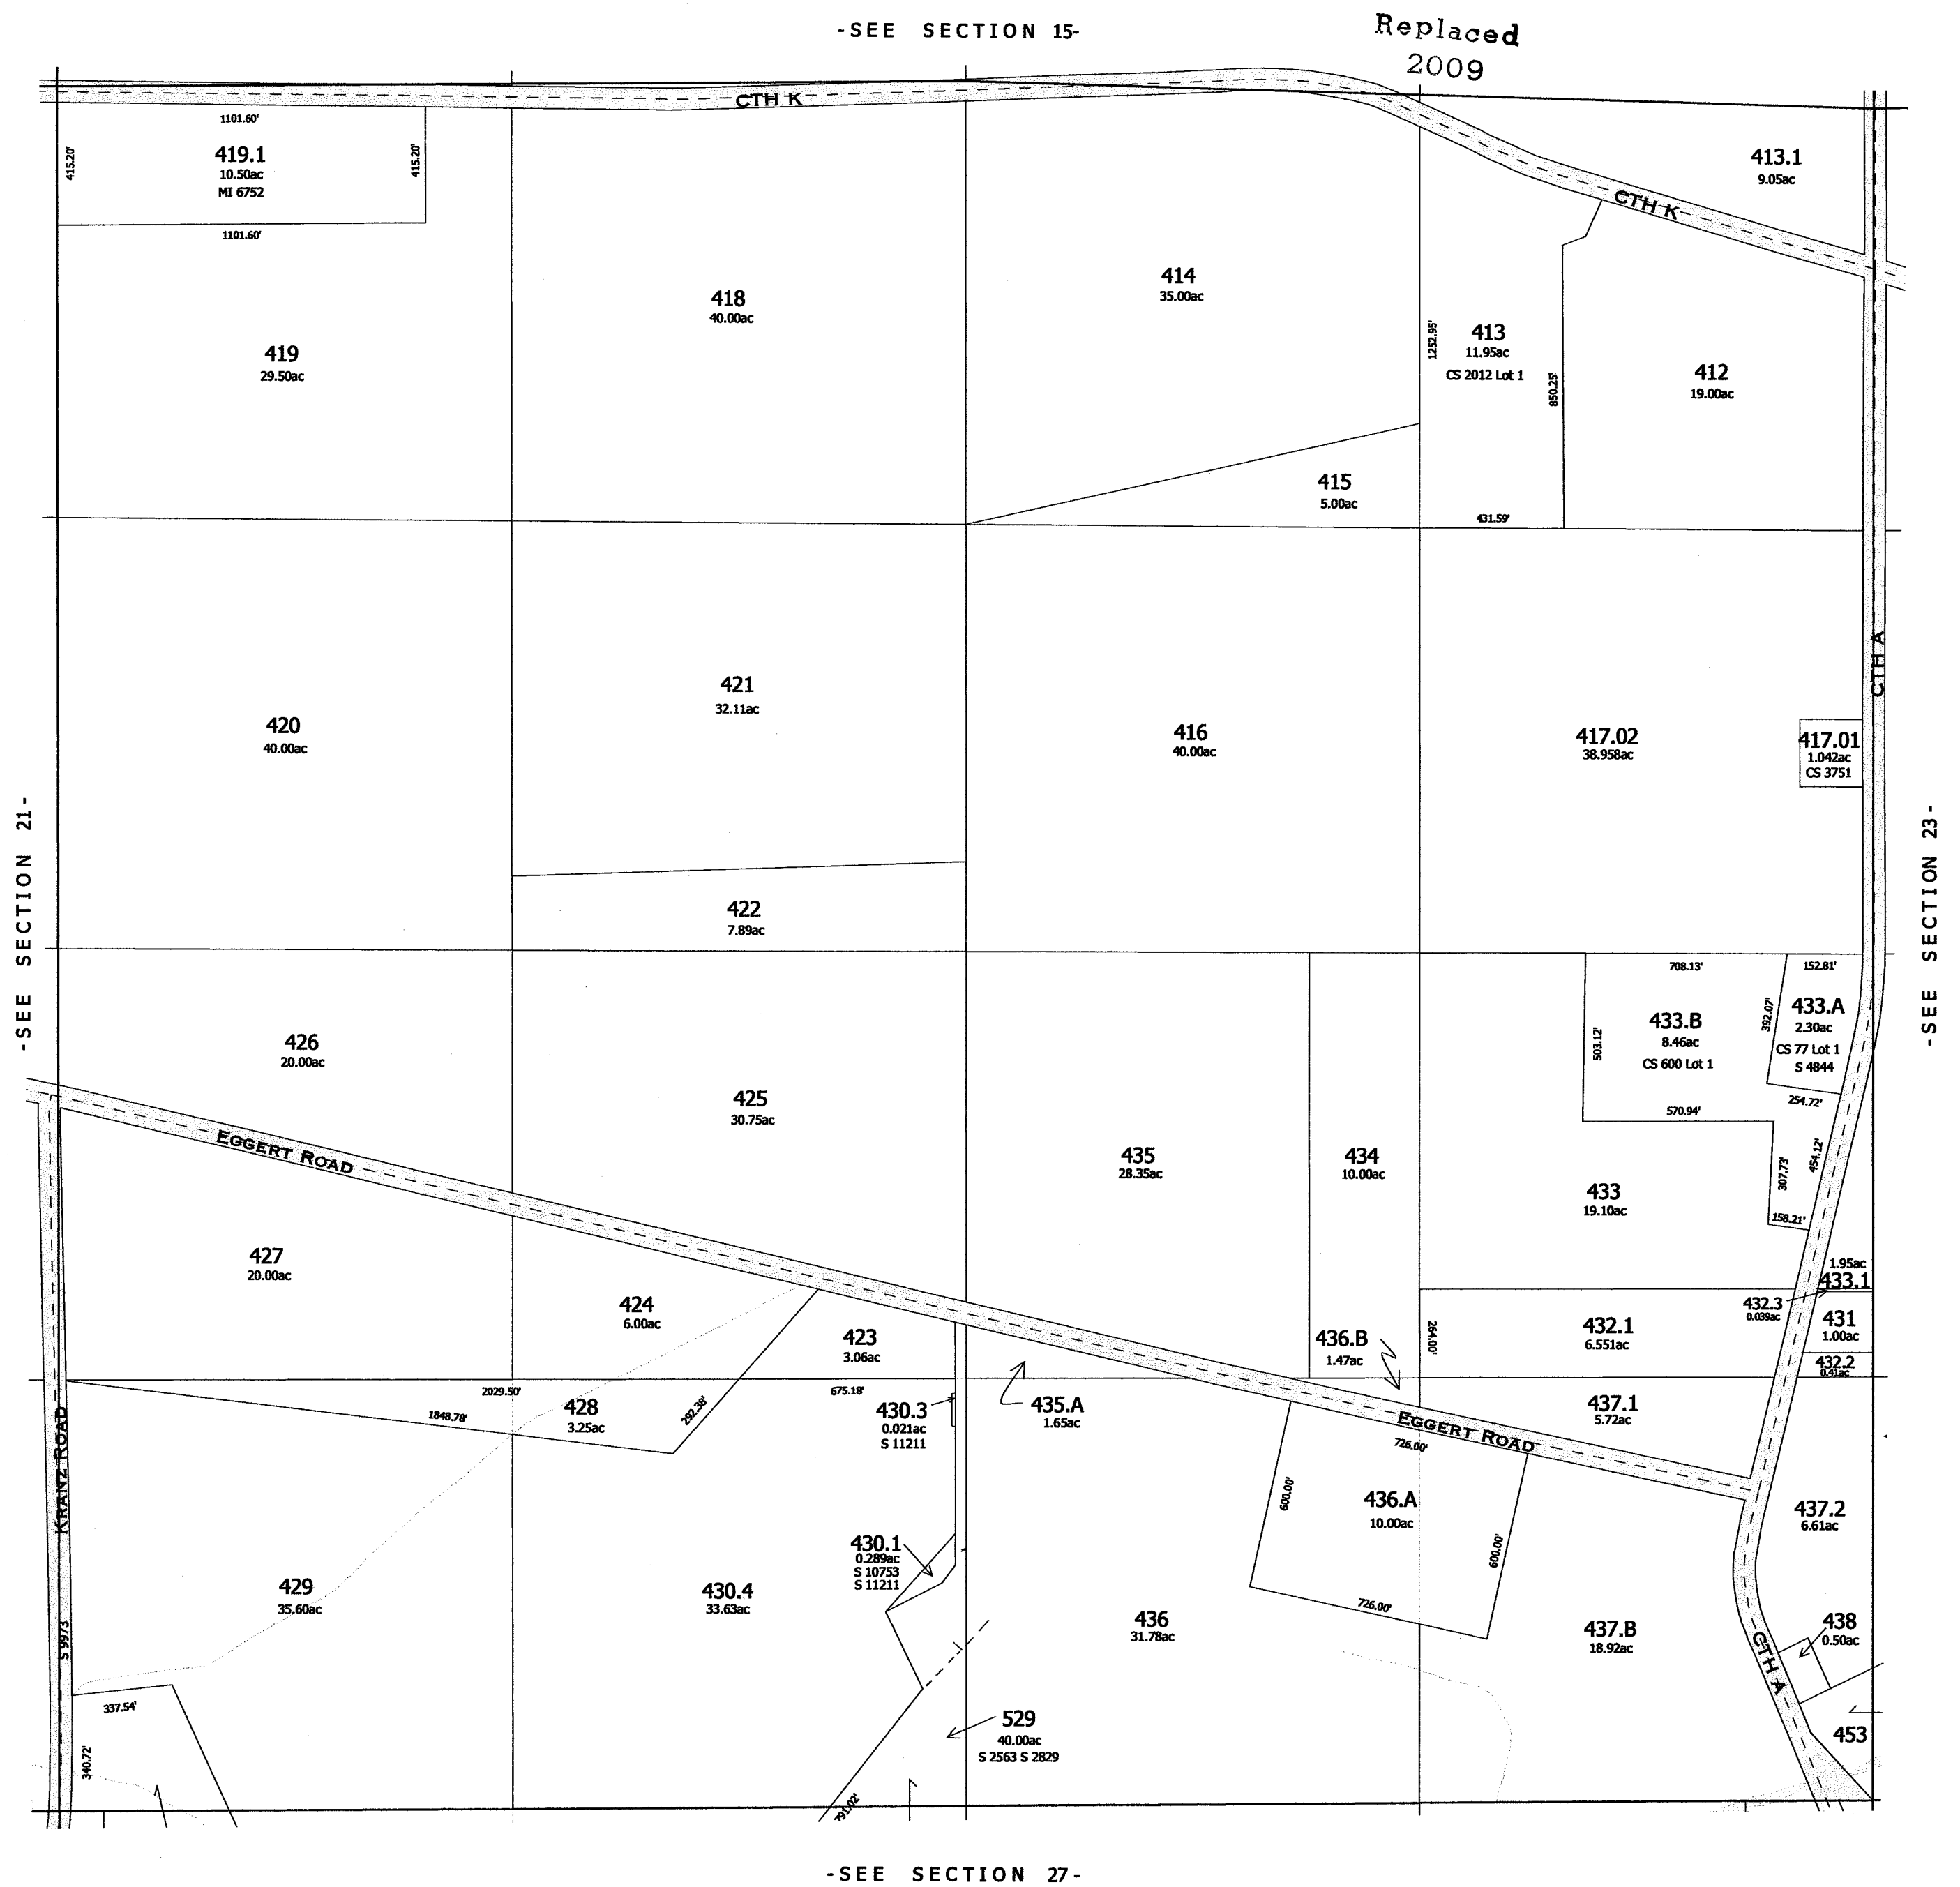 -SEE SECTION 15-
Replaced
2009
CTH K
1101.60'
415.20'
415.20'
419.1
10.50ac
MI 6752
1101.60'
413.1
9.05ac
CTH K
418
40.00ac
414
35.00ac
419
29.50ac
1252.95'
413
11.95ac
CS 2012 Lot 1
850.25'
412
19.00ac
415
5.00ac
431.59'
CTH A
421
32.11ac
420
40.00ac
416
40.00ac
417.02
38.958ac
417.01
1.042ac
CS 3751
-SEE SECTION 21-
-SEE SECTION 23-
422
7.89ac
708.13'
152.81'
433.A
2.30ac
CS 77 Lot 1
S 4844
392.07'
433.B
8.46ac
CS 600 Lot 1
503.12'
426
20.00ac
425
30.75ac
254.72'
570.94'
454.12'
307.73'
158.21'
EGGERT ROAD
435
28.35ac
434
10.00ac
433
19.10ac
427
20.00ac
1.95ac
433.1
424
6.00ac
423
3.06ac
436.B
1.47ac
264.00'
432.1
6.551ac
432.3
0.039ac
431
1.00ac
432.2
0.41ac
2029.50'
675.18'
1848.78'
428
3.25ac
292.38'
430.3
0.021ac
S 11211
435.A
1.65ac
437.1
5.72ac
EGGERT ROAD
726.00'
KRANZ ROAD
600.00'
436.A
10.00ac
600.00'
437.2
6.61ac
430.1
0.289ac
S 10753
S 11211
429
35.60ac
430.4
33.63ac
726.00'
436
31.78ac
437.B
18.92ac
438
0.50ac
S 9973
CTH A
337.54'
340.72'
529
40.00ac
S 2563 S 2829
453
791.02'
-SEE SECTION 27-